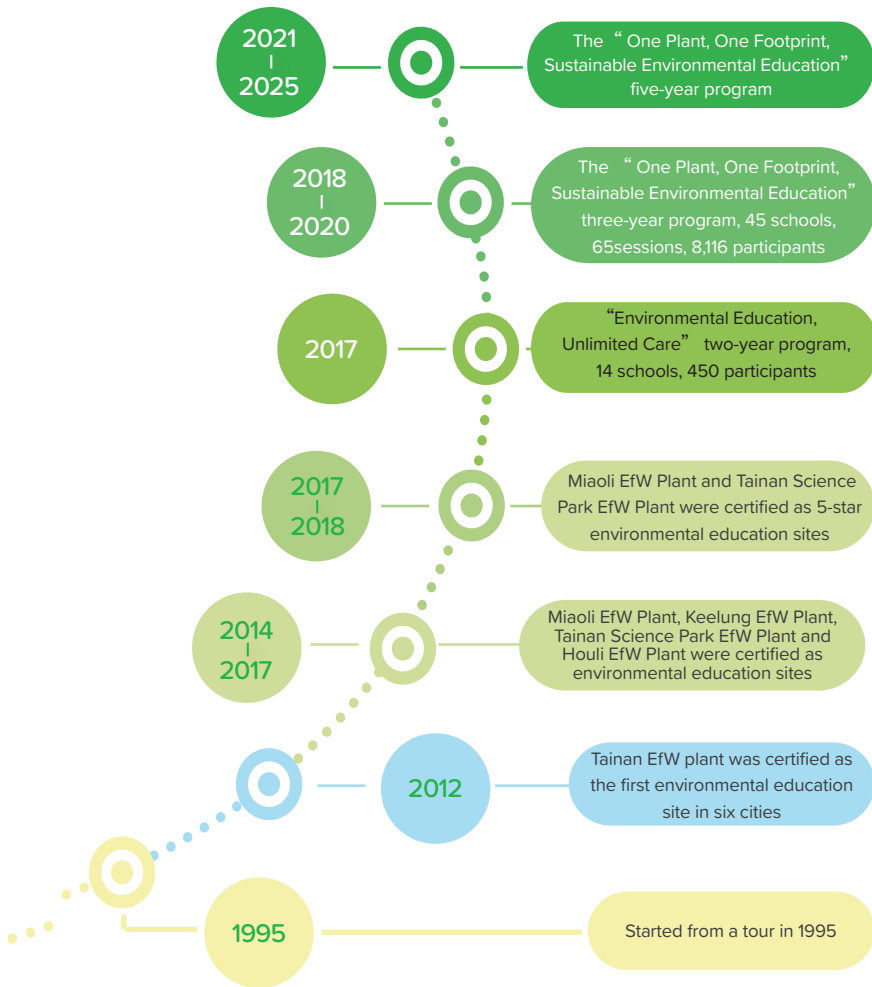 2021
–
2025
The “ One Plant, One Footprint,
Sustainable Environmental Education”
five-year program
2018
–
2020
The “ One Plant, One Footprint,
Sustainable Environmental Education”
three-year program, 45 schools,
65sessions, 8,116 participants
2017
“Environmental Education,
Unlimited Care” two-year program,
14 schools, 450 participants
2017
–
2018
Miaoli EfW Plant and Tainan Science
Park EfW Plant were certified as 5-star
environmental education sites
2014
–
2017
Miaoli EfW Plant, Keelung EfW Plant,
Tainan Science Park EfW Plant and
Houli EfW Plant were certified as
environmental education sites
2012
Tainan EfW plant was certified as
the first environmental education
site in six cities
1995
Started from a tour in 1995